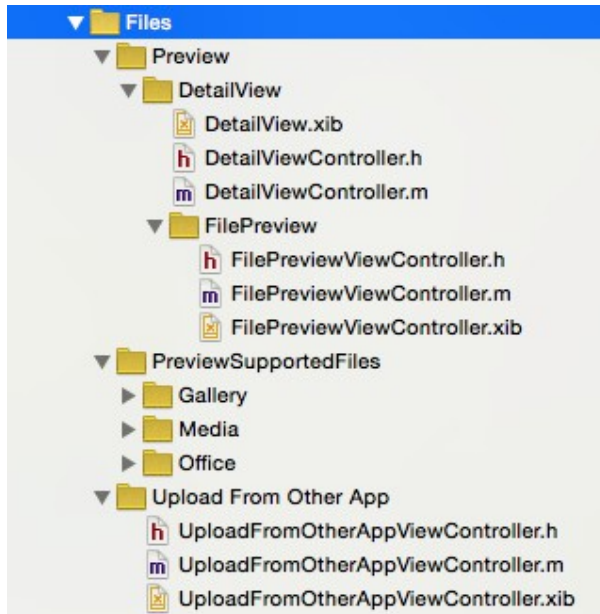 Files
Preview
DetailView
DetailView.xib
h DetailViewController.h
m DetailViewController.m
FilePreview
h FilePreviewViewController.h
m FilePreviewViewController.m
FilePreviewViewController.xib
PreviewSupportedFiles
Gallery
Media
Office
Upload From Other App
h UploadFromOtherAppViewController.h
m UploadFromOtherAppViewController.m
UploadFromOtherAppViewController.xib